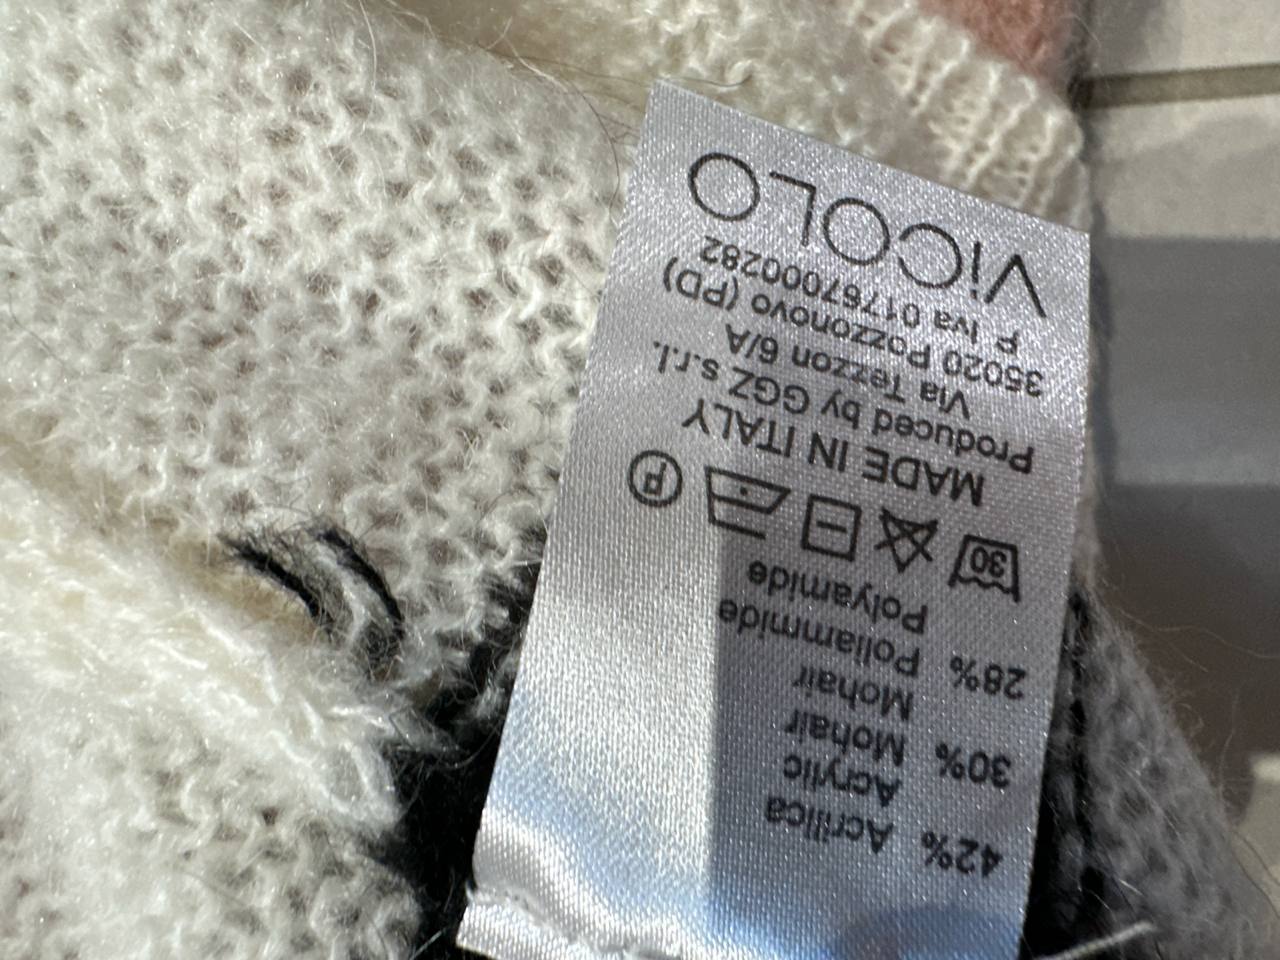 42% Acrilica
Acrylic
30% Mohair
Mohair
28% Poliammide
Polyamide
30
P
MADE IN ITALY
Produced by GGZ s.r.l.
Via Tezzon 6/A
35020 Pozzonovo (PD)
P. Iva 01767000282
ViCOLO